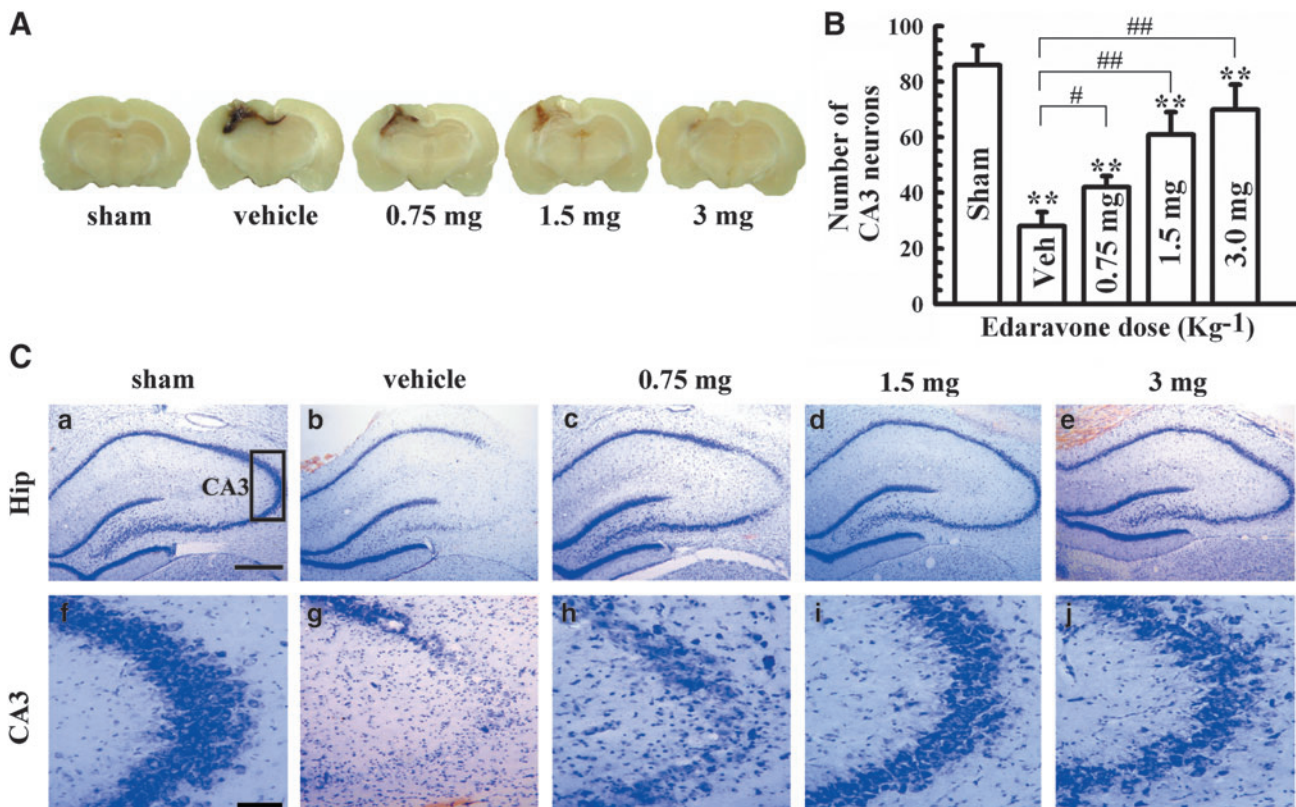 A
sham vehicle 0.75 mg 1.5 mg 3 mg
B
Number of
CA3 neurons
100
80
60
40
20
0
##
##
#
** ** ** **
Sham Veh 0.75 mg 1.5 mg 3.0 mg
Edaravone dose (Kg-1)
C
sham vehicle 0.75 mg 1.5 mg 3 mg
Hip
a b c d e
CA3
CA3
f g h i j